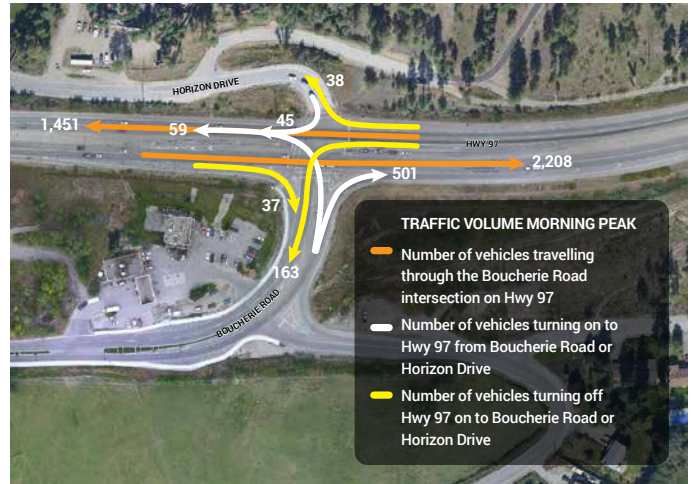 HORIZON DRIVE
38
1,451
59
45
HWY 97
2,208
501
37
163
BOUCHERIE ROAD
TRAFFIC VOLUME MORNING PEAK
Number of vehicles travelling
through the Boucherie Road
intersection on Hwy 97
Number of vehicles turning on to
Hwy 97 from Boucherie Road or
Horizon Drive
Number of vehicles turning off
Hwy 97 on to Boucherie Road or
Horizon Drive